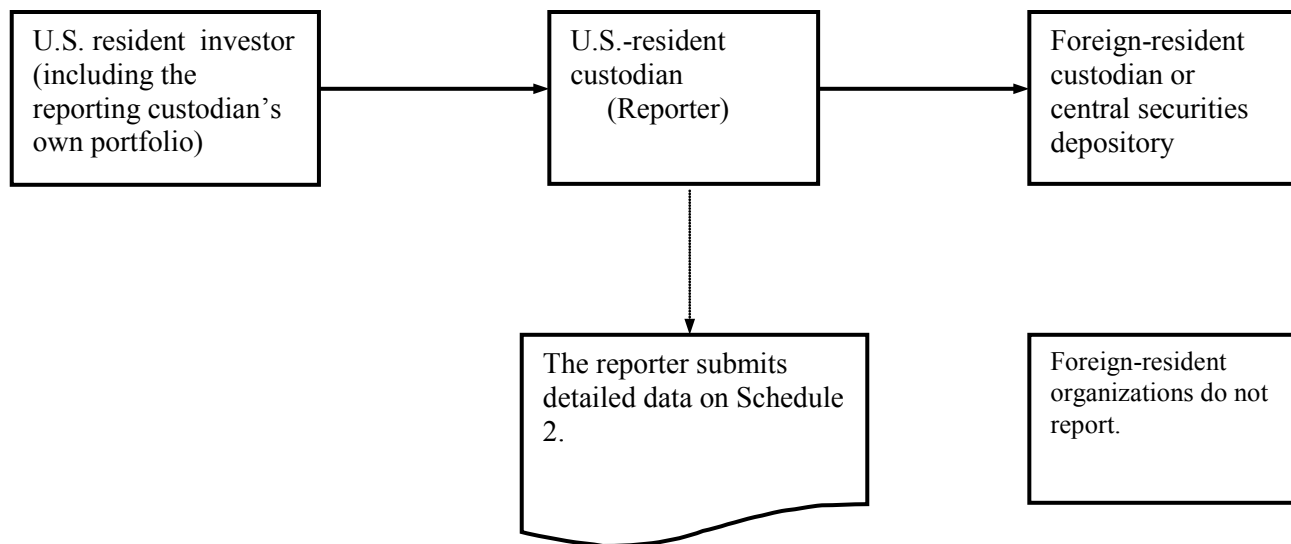 U.S. resident investor
(including the
reporting custodian’s
own portfolio)
U.S.-resident
custodian
(Reporter)
Foreign-resident
custodian or
central securities
depository
The reporter submits
detailed data on Schedule
2.
Foreign-resident
organizations do not
report.